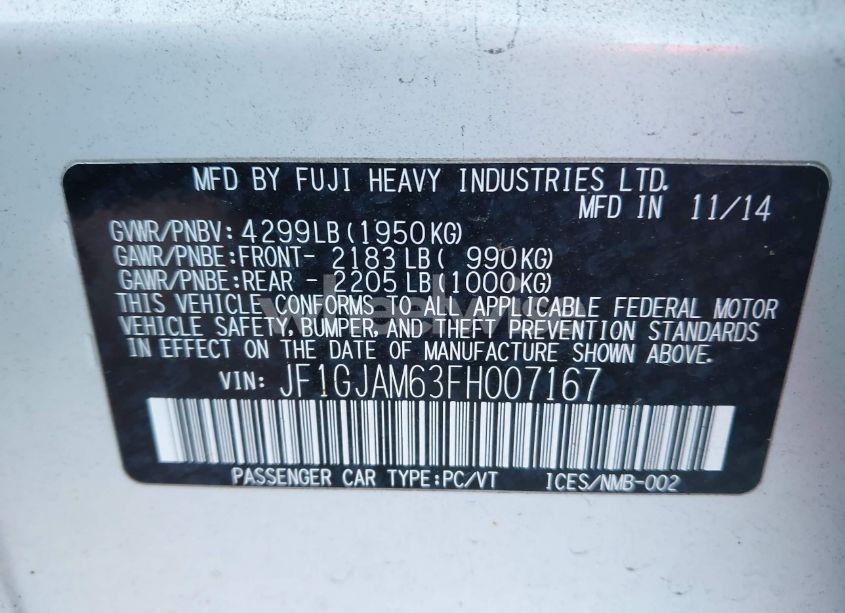 MFD BY FUJI HEAVY INDUSTRIES LTD.
MFD IN 11/14
GVWR/PNBV: 4299LB (1950KG)
GAWR/PNBE:FRONT- 2183LB( 990KG)
GAWR/PNBE:REAR - 2205LB(1000KG)
THIS VEHICLE CONFORMS TO ALL APPLICABLE FEDERAL MOTOR
VEHICLE SAFETY, BUMPER, AND THEFT PREVENTION STANDARDS
IN EFFECT ON THE DATE OF MANUFACTURE SHOWN ABOVE.
VIN: JF1GJAM63FH007167
PASSENGER CAR TYPE:PC/VT ICES/NMB-002